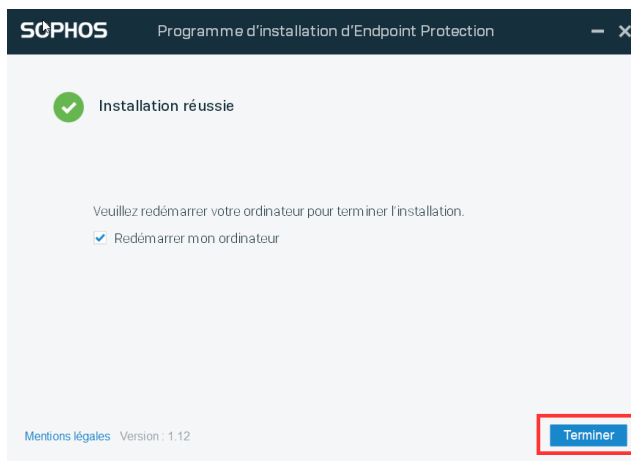 SOPHOS Programme d'installation d'Endpoint Protection
Installation réussie
Veuillez redémarrer votre ordinateur pour terminer l'installation.
Redémarrer mon ordinateur
Mentions légales Version : 1.12 Terminer